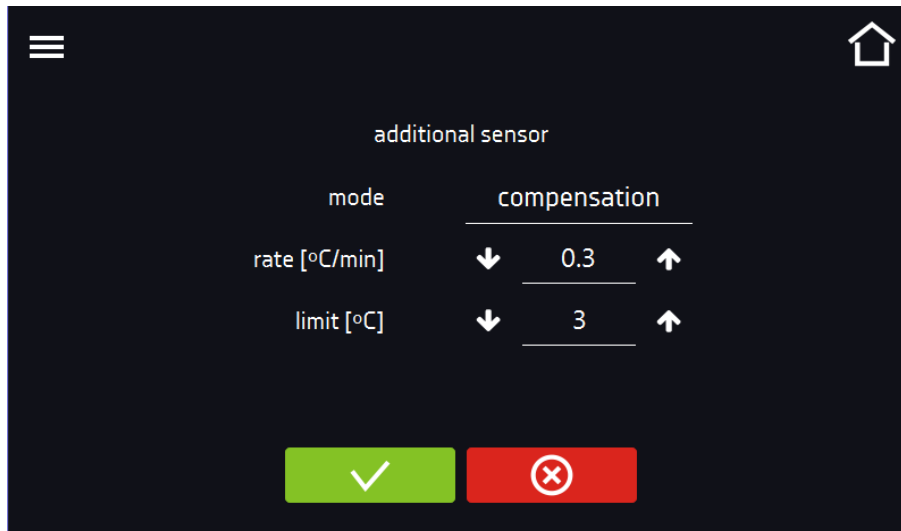 additional sensor
mode compensation
rate [ºC/min] 0.3
limit [ºC] 3